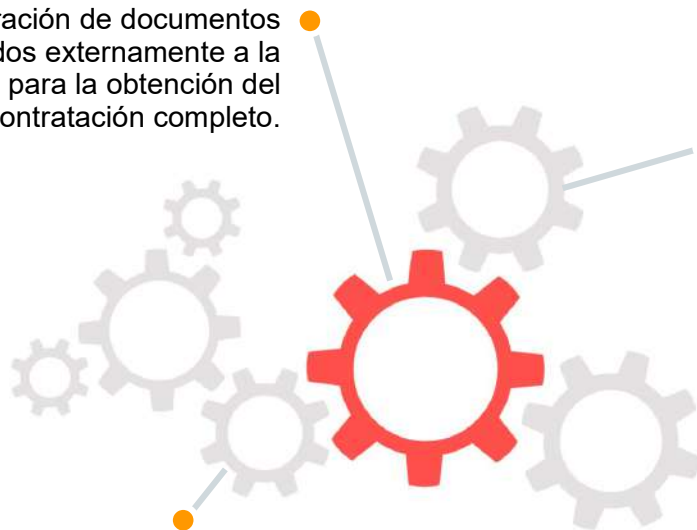 ración de documentos
dos externamente a la
para la obtención del
ontratación completo.